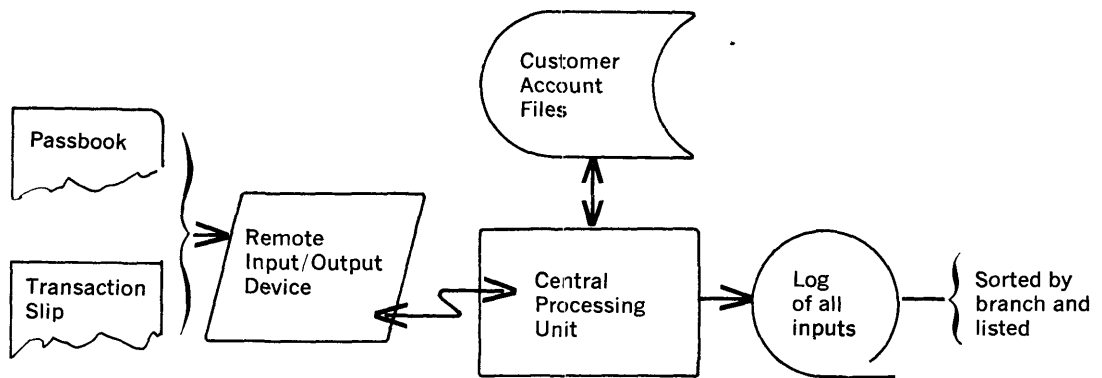 Passbook
Transaction
Slip
Remote
Input/Output
Device
Customer
Account
Files
Central
Processing
Unit
Log
of all
inputs
Sorted by
branch and
listed